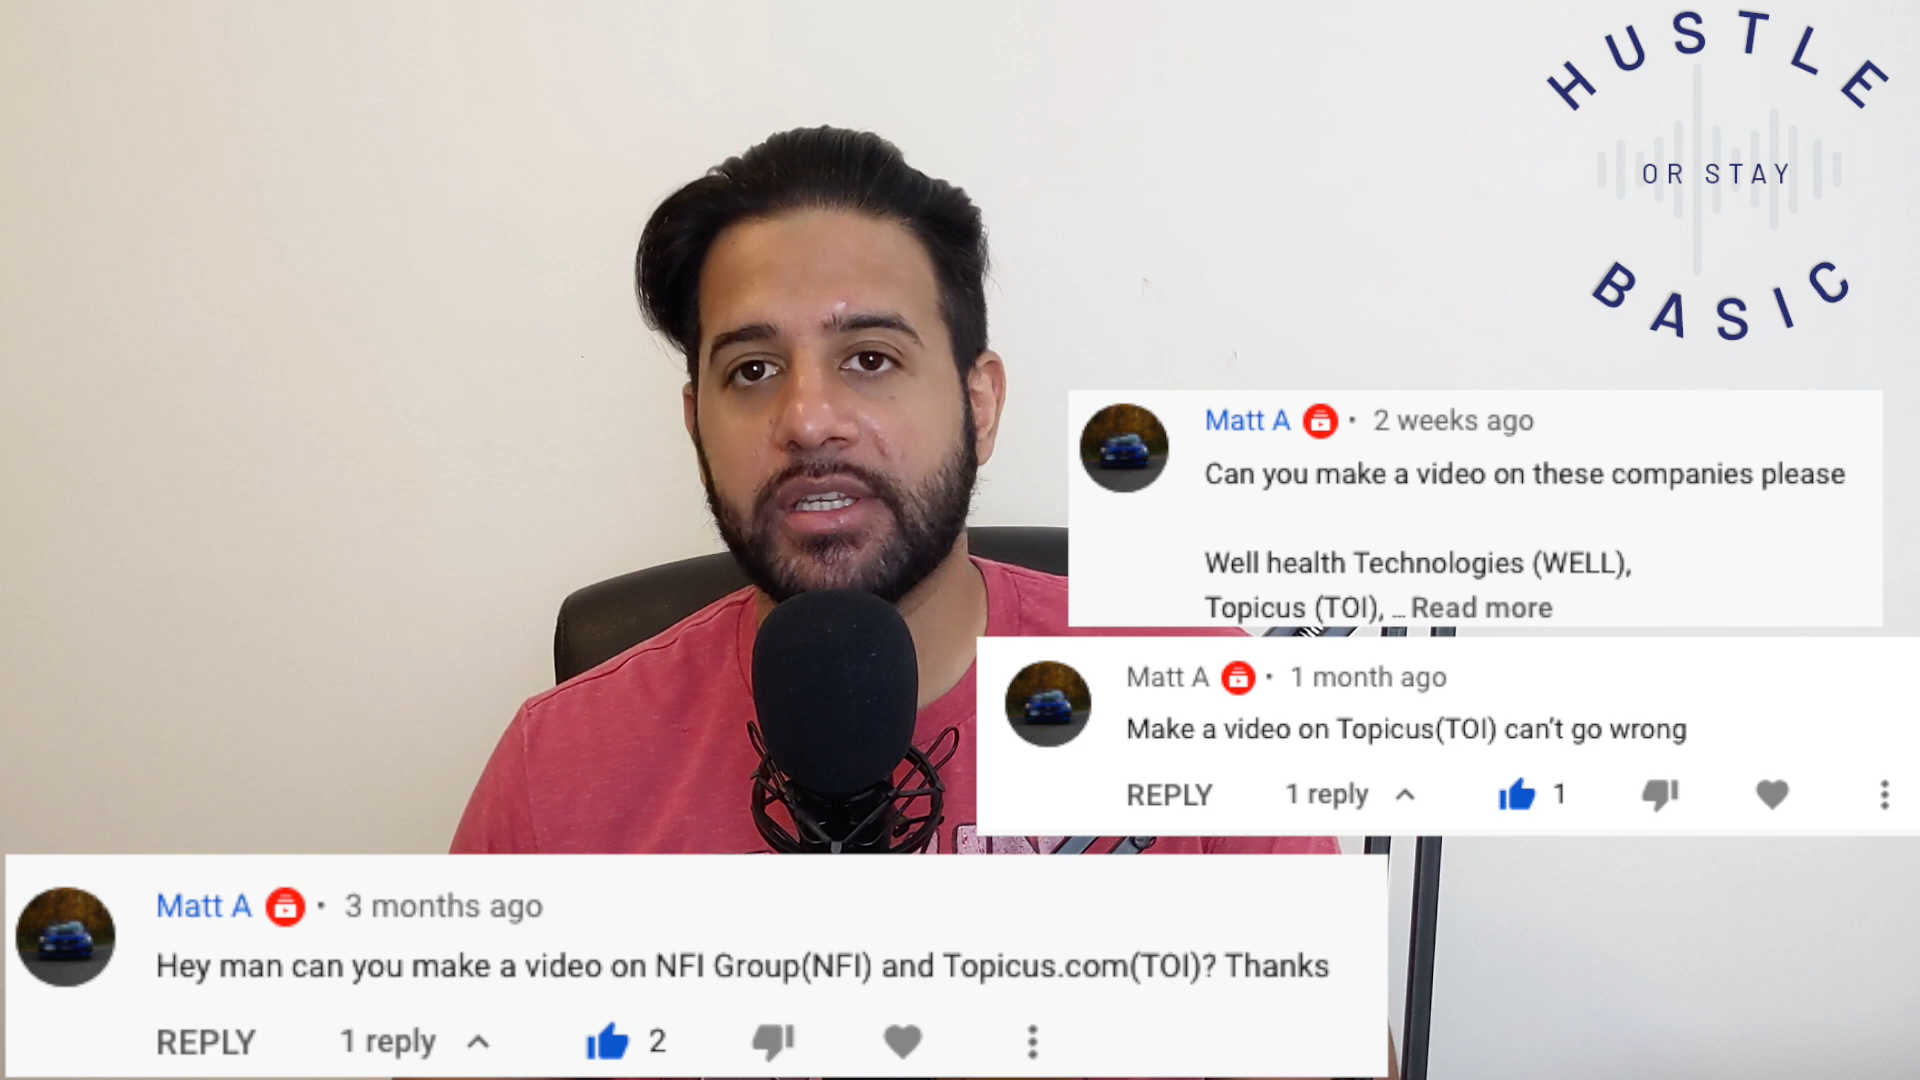 HUSTLE
OR STAY
BASIC
Matt A • 2 weeks ago
Can you make a video on these companies please
Well health Technologies (WELL),
Topicus (TOI), ... Read more
Matt A • 1 month ago
Make a video on Topicus(TOI) can't go wrong
REPLY 1 reply 1
Matt A • 3 months ago
Hey man can you make a video on NFI Group(NFI) and Topicus.com(TOI)? Thanks
REPLY 1 reply 2